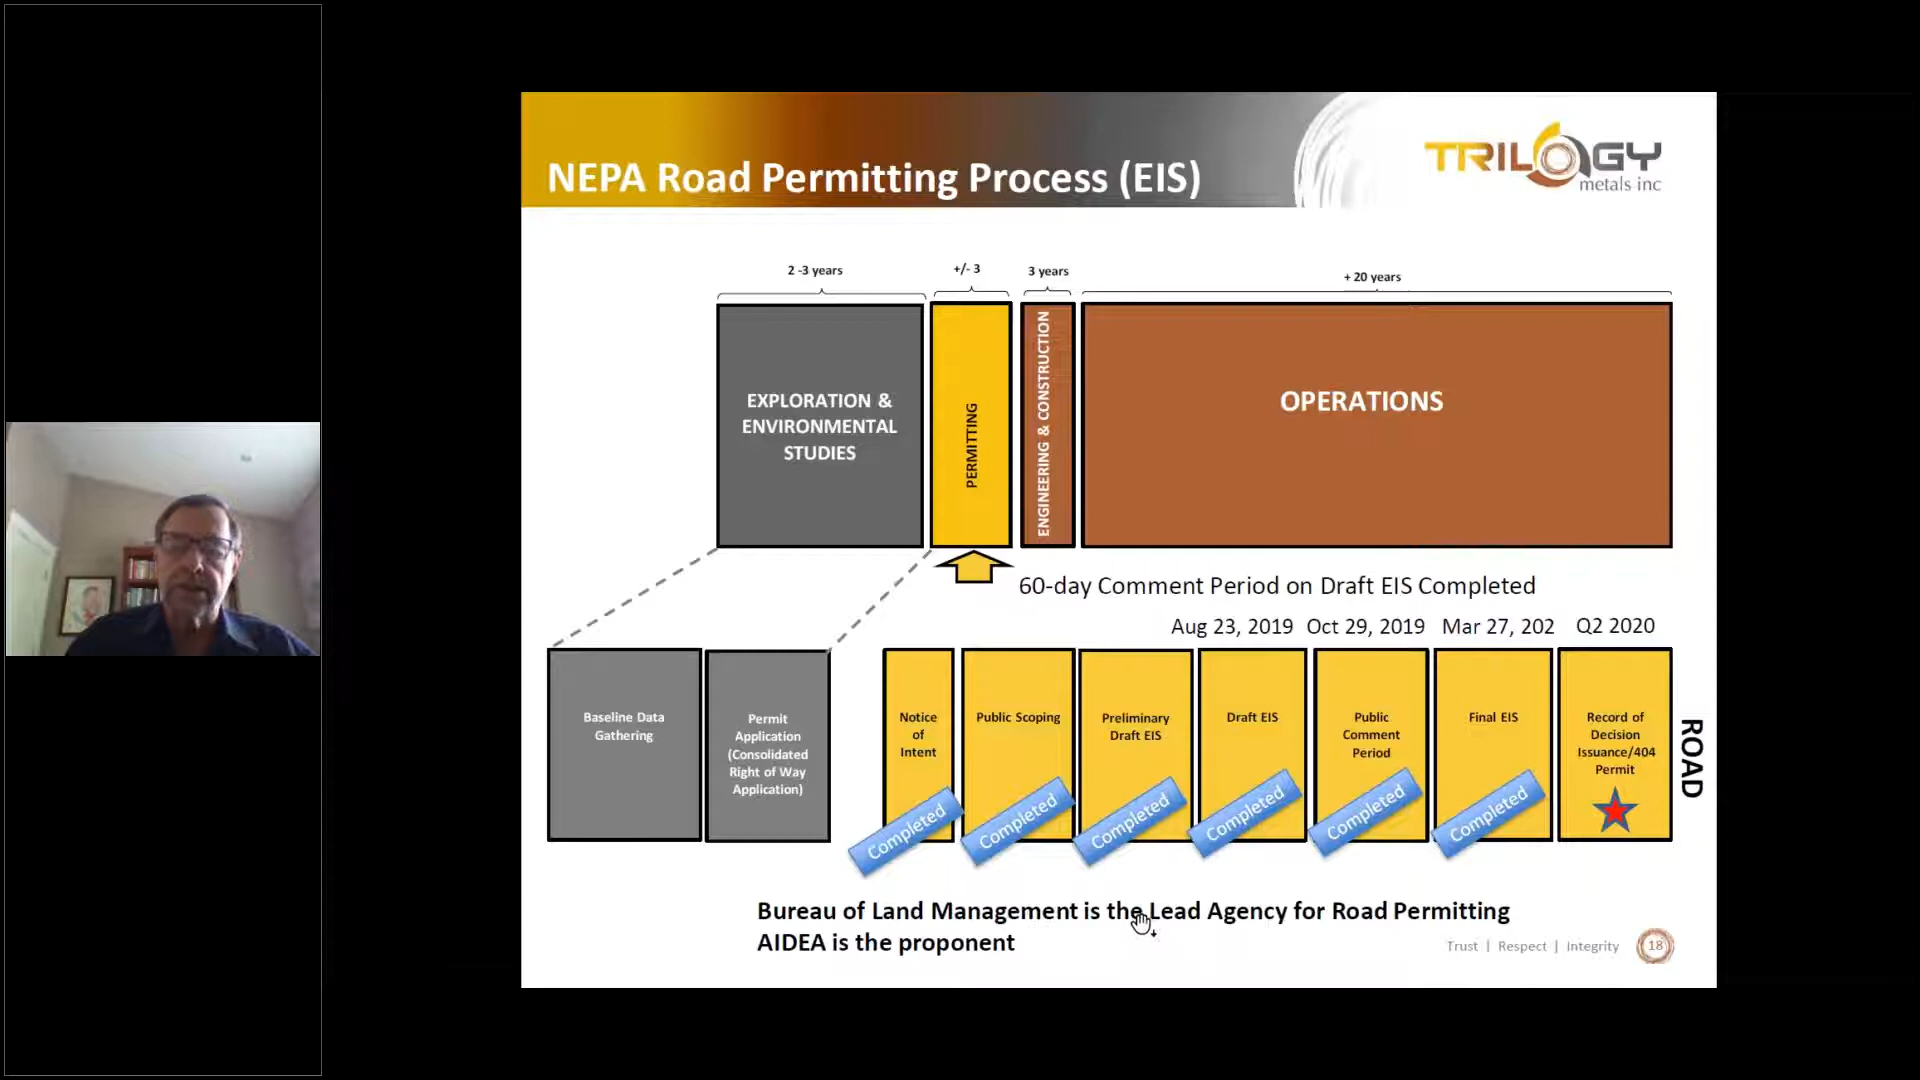 NEPA Road Permitting Process (EIS)
TRILOGY
metals inc
2 -3 years
+/- 3
3 years
+ 20 years
EXPLORATION &
ENVIRONMENTAL
STUDIES
PERMITTING
ENGINEERING & CONSTRUCTION
OPERATIONS
60-day Comment Period on Draft EIS Completed
Aug 23, 2019 Oct 29, 2019 Mar 27, 202 Q2 2020
Baseline Data
Gathering
Permit
Application
(Consolidated
Right of Way
Application)
Notice
of
Intent
Completed
Public Scoping
Completed
Preliminary
Draft EIS
Completed
Draft EIS
Completed
Public
Comment
Period
Completed
Final EIS
Completed
Record of
Decision
Issuance/404
Permit
ROAD
Bureau of Land Management is the Lead Agency for Road Permitting
AIDEA is the proponent
Trust | Respect | Integrity
18